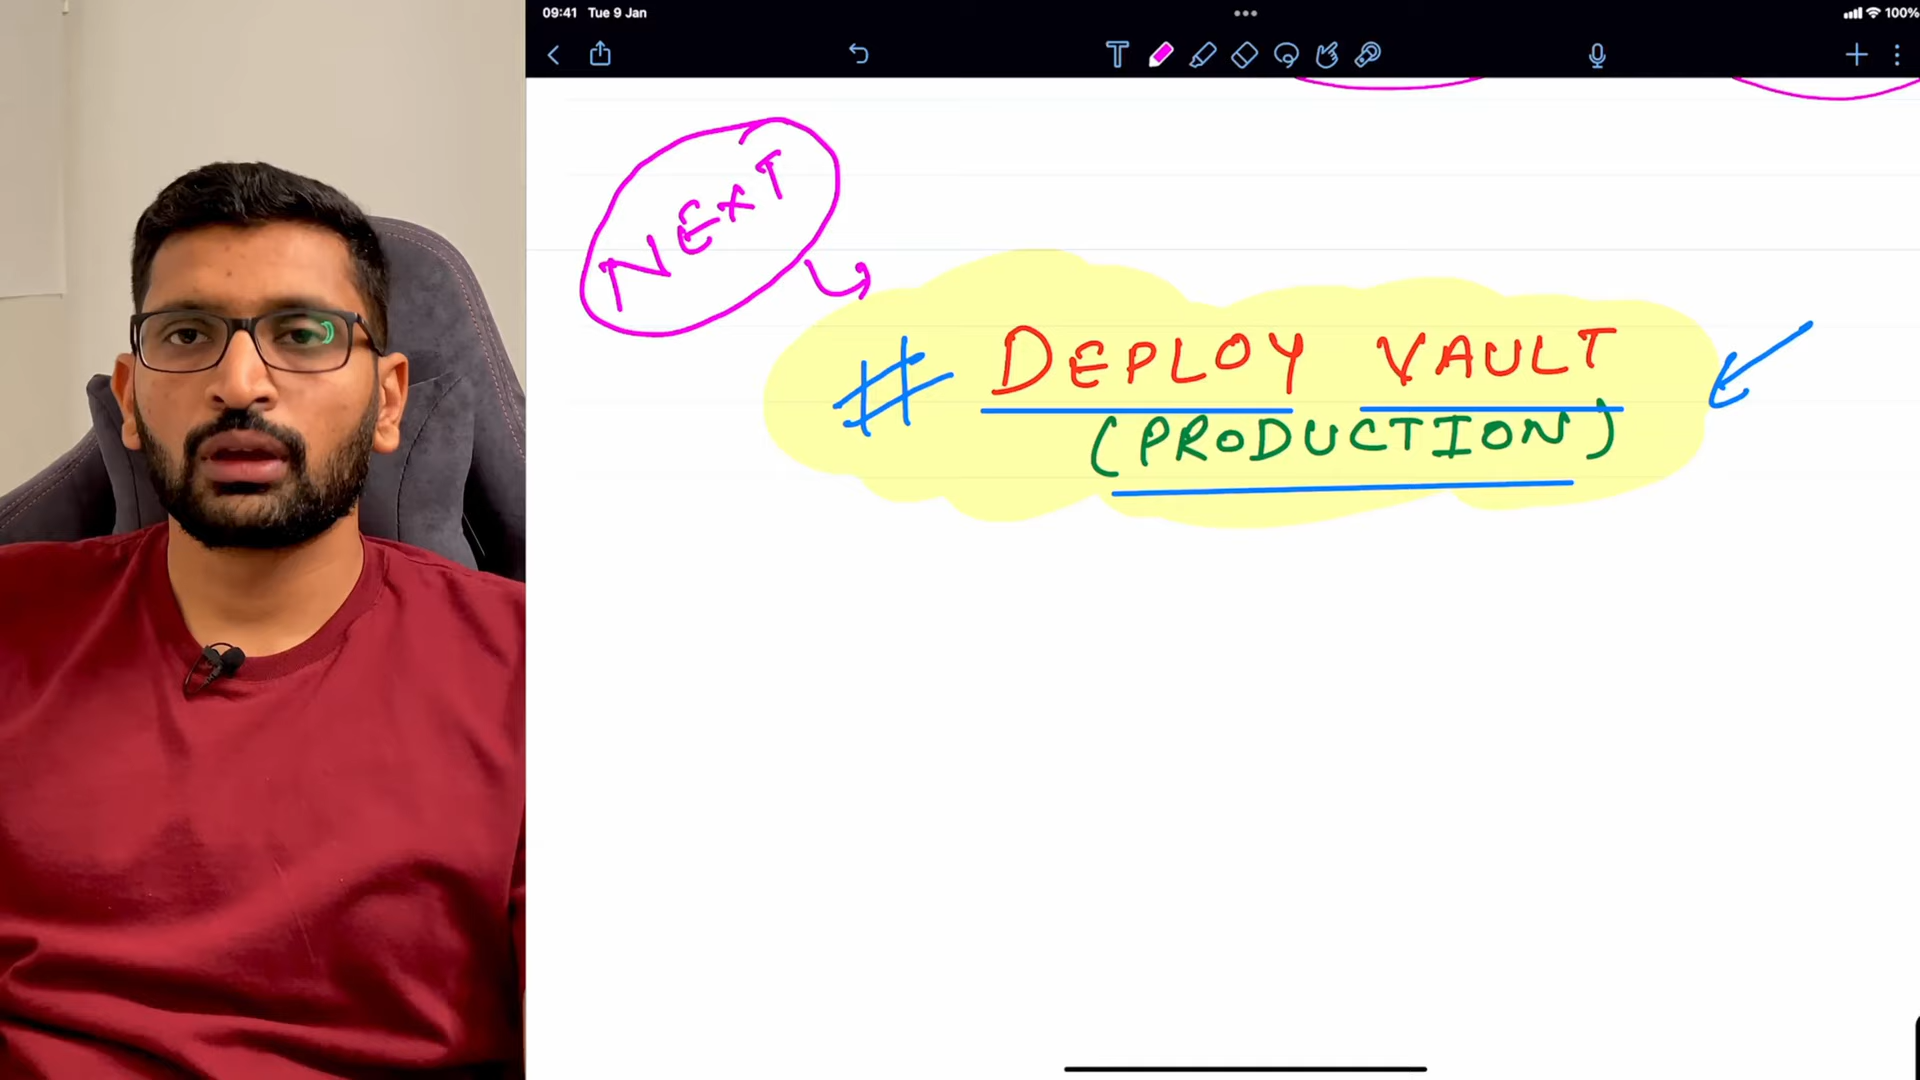 09:41 Tue 9 Jan
100%
T
NEXT
# DEPLOY VAULT
(PRODUCTION)